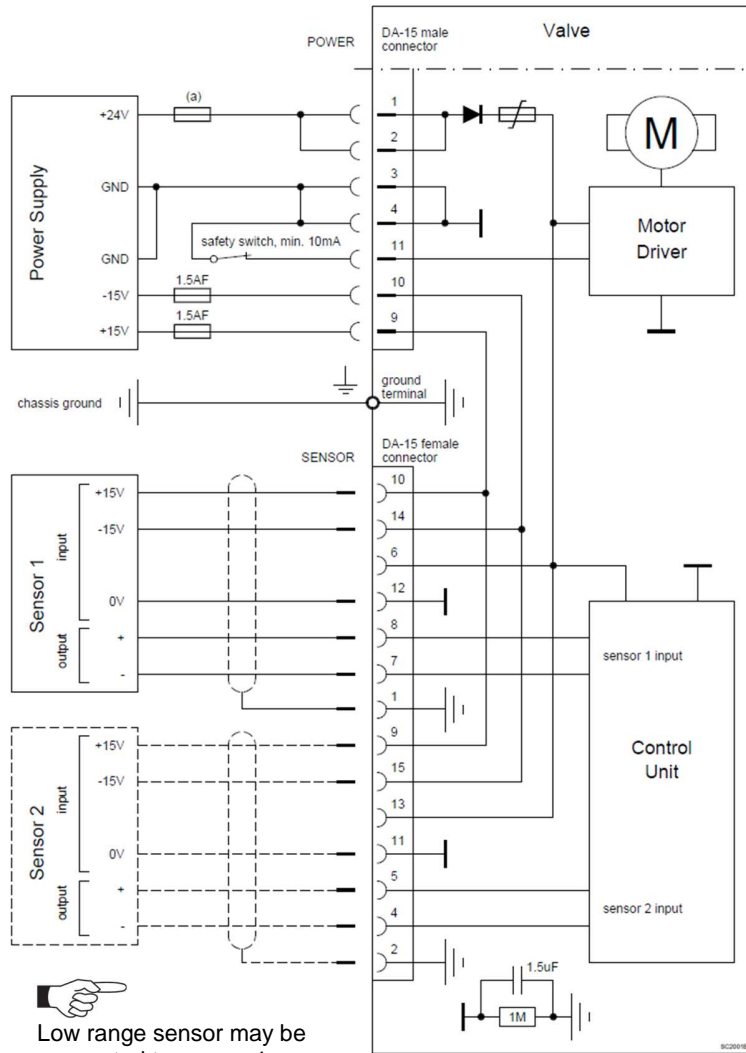 POWER
DA-15 male
connector
Valve
Power Supply
+24V
(a)
1
2
M
GND
3
4
Motor
Driver
safety switch, min. 10mA
GND
11
-15V
1.5AF
10
+15V
1.5AF
9
chassis ground
ground
terminal
SENSOR
DA-15 female
connector
Sensor 1
input
+15V
10
-15V
14
6
0V
12
output
+
8
sensor 1 input
-
7
1
Control
Unit
Sensor 2
input
+15V
9
-15V
15
13
0V
11
output
+
5
sensor 2 input
-
4
2
1.5uF
1M
Low range sensor may be